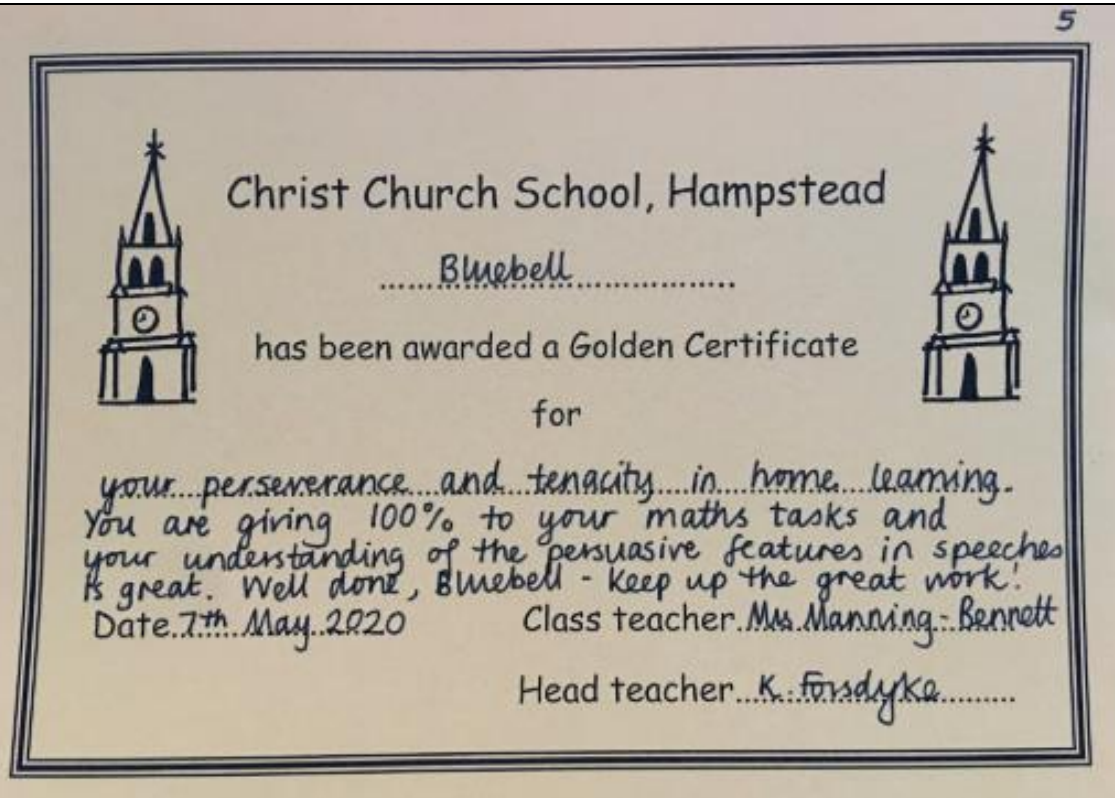 5
Christ Church School, Hampstead
Bluebell
has been awarded a Golden Certificate
for
your perseverance and tenacity in home learning.
You are giving 100% to your maths tasks and
your understanding of the persuasive features in speeches
is great. Well done, Bluebell - keep up the great work!
Date 7th May 2020 Class teacher Mrs Manning-Bennett
Head teacher K. Forsdyke